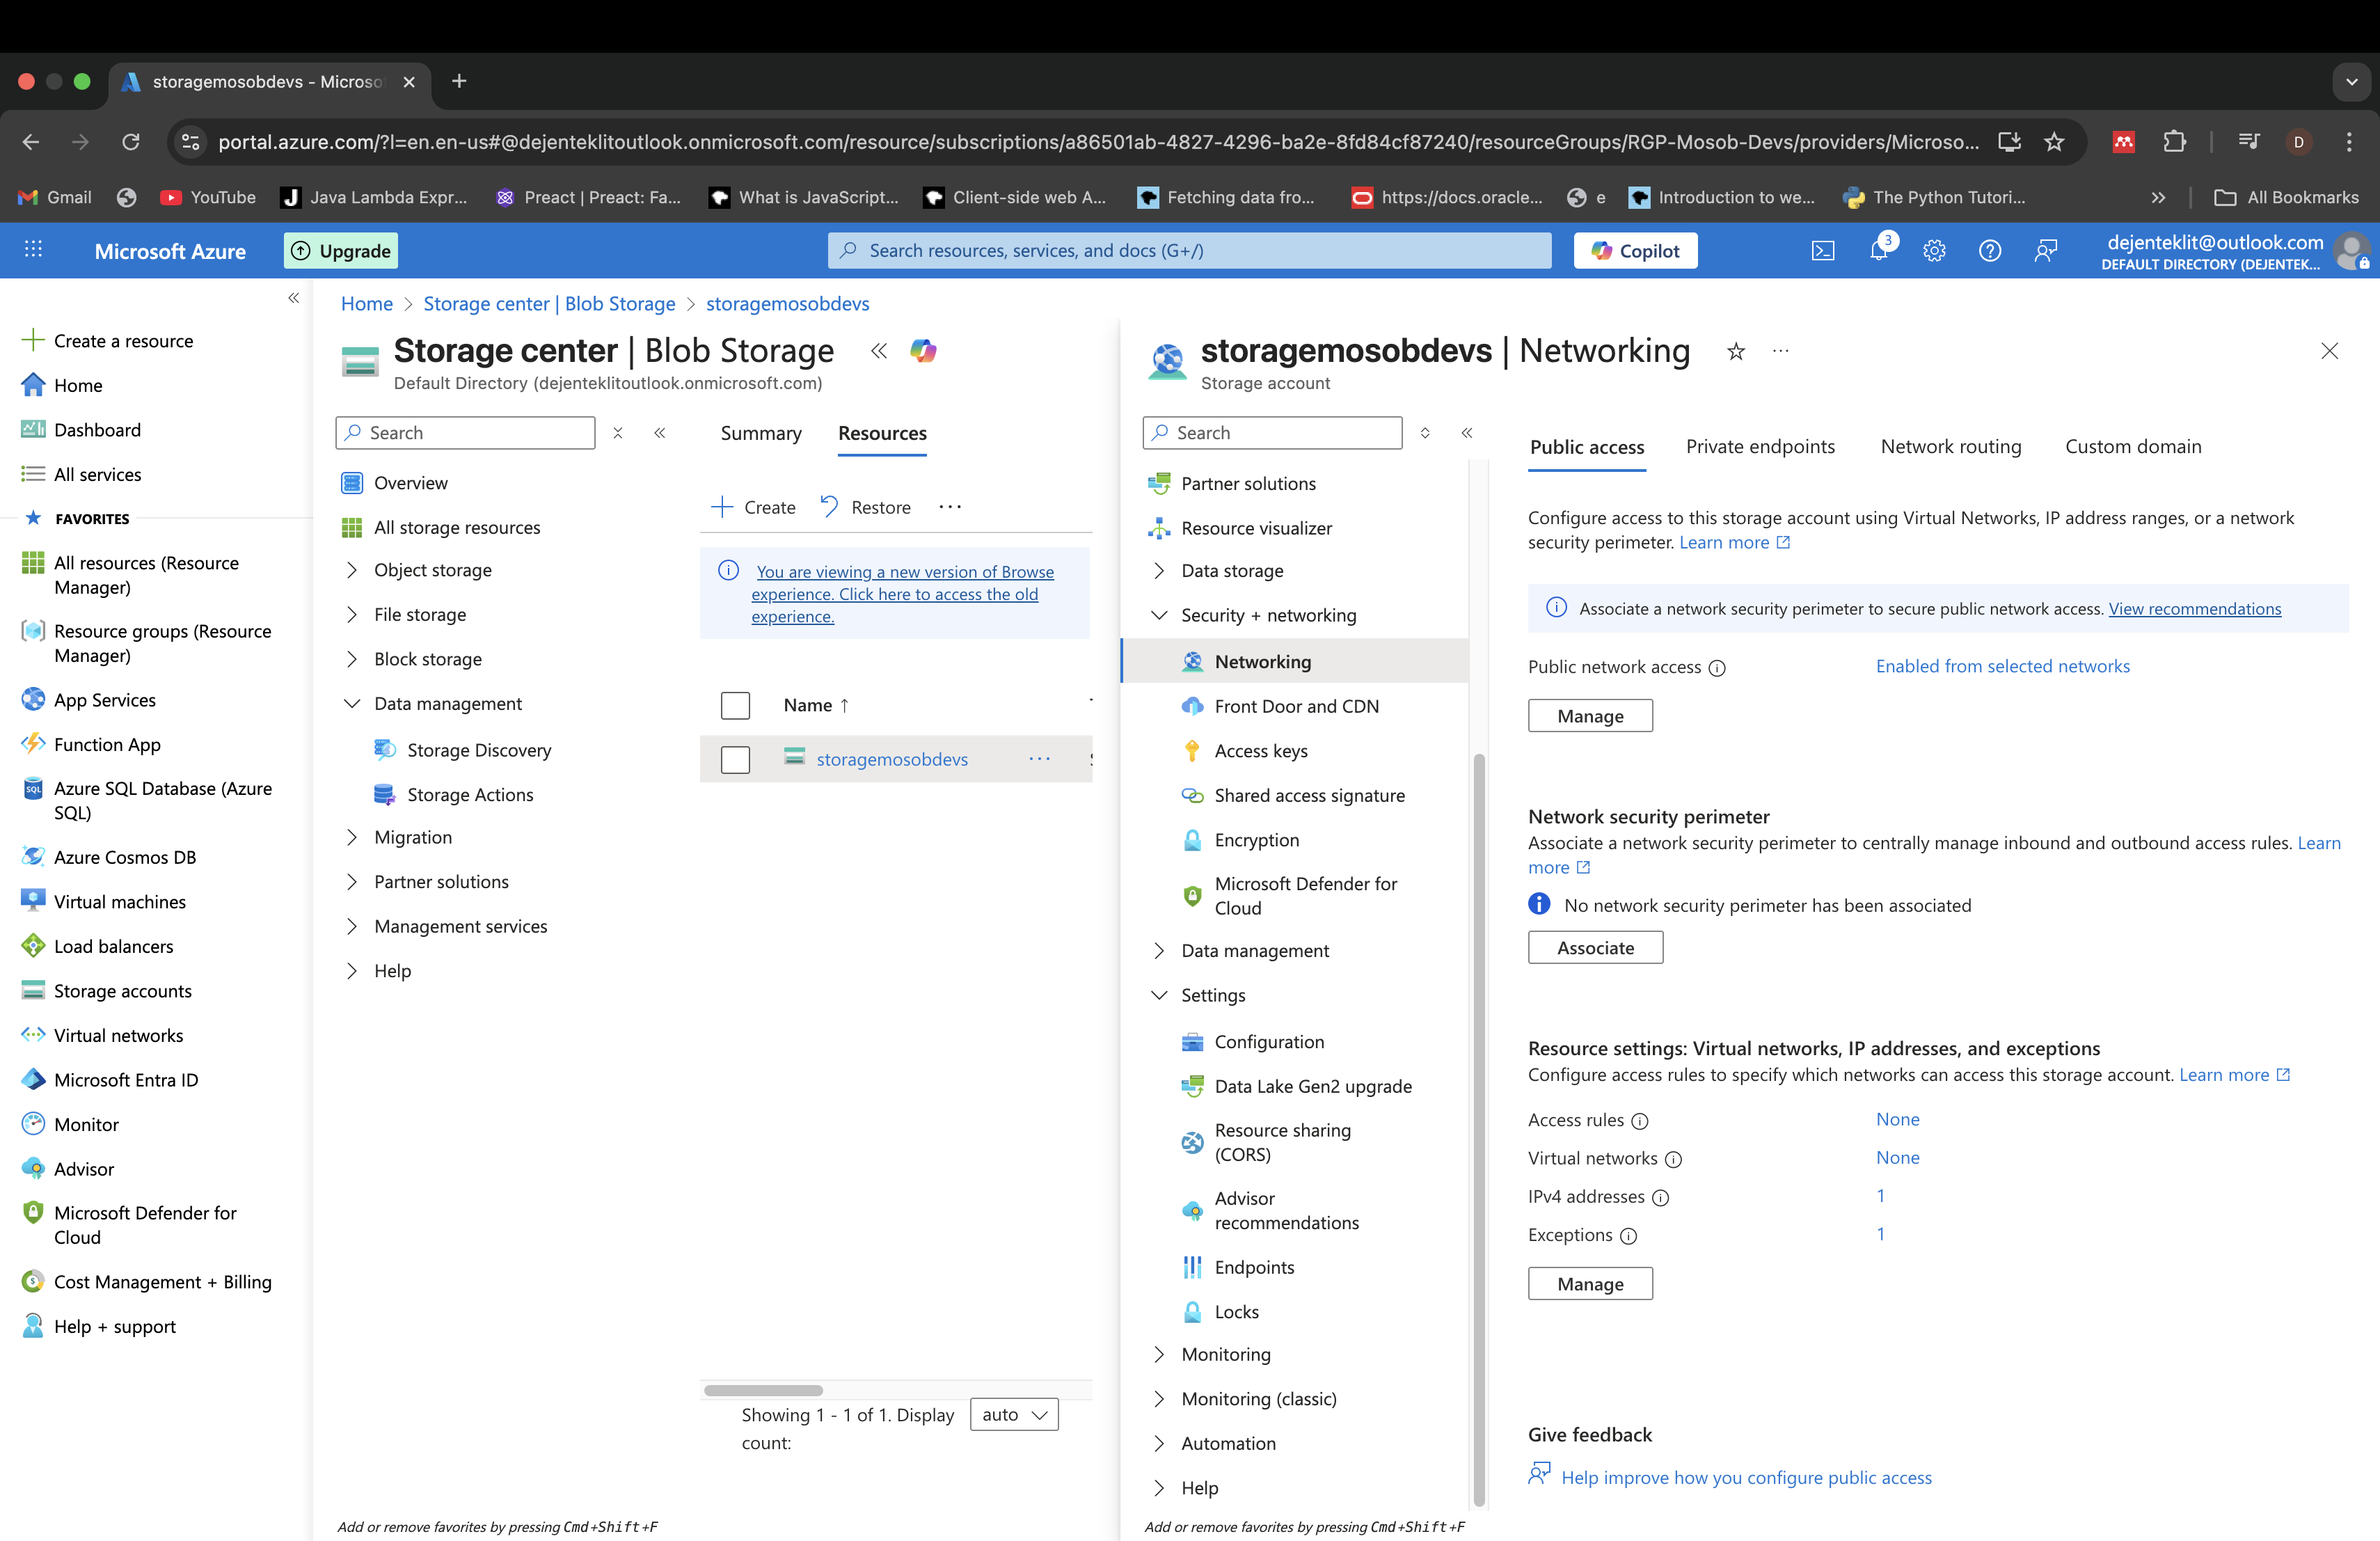 storagemosobdevs - Microso
portal.azure.com/?l=en.en-us#@dejenteklitoutlook.onmicrosoft.com/resource/subscriptions/a86501ab-4827-4296-ba2e-8fd84cf87240/resourceGroups/RGP-Mosob-Devs/providers/Microso...
D
Gmail
YouTube
Java Lambda Expr...
Preact | Preact: Fa...
What is JavaScript...
Client-side web A...
Fetching data fro...
https://docs.oracle...
e
Introduction to we...
The Python Tutori...
All Bookmarks
Microsoft Azure
Upgrade
Search resources, services, and docs (G+/)
Copilot
3
dejenteklit@outlook.com
DEFAULT DIRECTORY (DEJENTEK...
Create a resource
Home
Dashboard
All services
FAVORITES
All resources (Resource
Manager)
Resource groups (Resource
Manager)
App Services
Function App
Azure SQL Database (Azure
SQL)
Azure Cosmos DB
Virtual machines
Load balancers
Storage accounts
Virtual networks
Microsoft Entra ID
Monitor
Advisor
Microsoft Defender for
Cloud
Cost Management + Billing
Help + support
Home > Storage center | Blob Storage > storagemosobdevs
Storage center | Blob Storage
Default Directory (dejenteklitoutlook.onmicrosoft.com)
Search
Overview
All storage resources
Object storage
File storage
Block storage
Data management
Storage Discovery
Storage Actions
Migration
Partner solutions
Management services
Help
Add or remove favorites by pressing Cmd+Shift+F
Summary
Resources
Create
Restore
You are viewing a new version of Browse
experience. Click here to access the old
experience.
Name ↑
storagemosobdevs
Showing 1 - 1 of 1. Display
count:
auto
storagemosobdevs | Networking
Storage account
Search
Partner solutions
Resource visualizer
Data storage
Security + networking
Networking
Front Door and CDN
Access keys
Shared access signature
Encryption
Microsoft Defender for
Cloud
Data management
Settings
Configuration
Data Lake Gen2 upgrade
Resource sharing
(CORS)
Advisor
recommendations
Endpoints
Locks
Monitoring
Monitoring (classic)
Automation
Help
Add or remove favorites by pressing Cmd+Shift+F
Public access
Private endpoints
Network routing
Custom domain
Configure access to this storage account using Virtual Networks, IP address ranges, or a network
security perimeter. Learn more
Associate a network security perimeter to secure public network access. View recommendations
Public network access
Enabled from selected networks
Manage
Network security perimeter
Associate a network security perimeter to centrally manage inbound and outbound access rules. Learn
more
No network security perimeter has been associated
Associate
Resource settings: Virtual networks, IP addresses, and exceptions
Configure access rules to specify which networks can access this storage account. Learn more
Access rules
None
Virtual networks
None
IPv4 addresses
1
Exceptions
1
Manage
Give feedback
Help improve how you configure public access